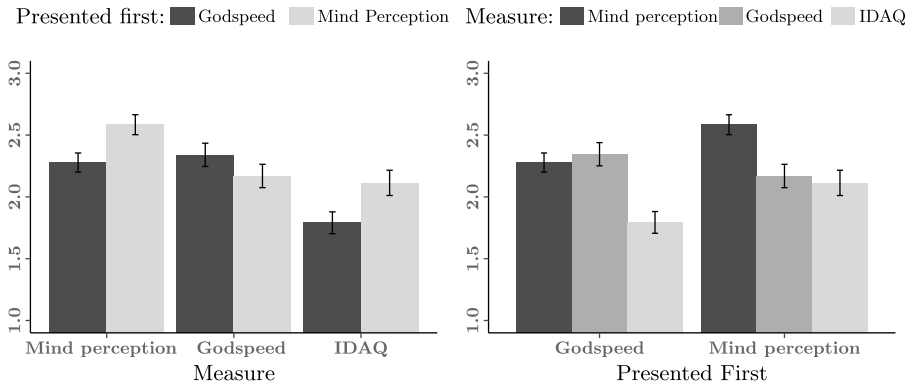 Presented first: Godspeed Mind Perception
3.0
2.5
2.0
1.5
1.0
Mind perception Godspeed IDAQ
Measure
Measure: Mind perception Godspeed IDAQ
3.0
2.5
2.0
1.5
1.0
Godspeed Mind perception
Presented First